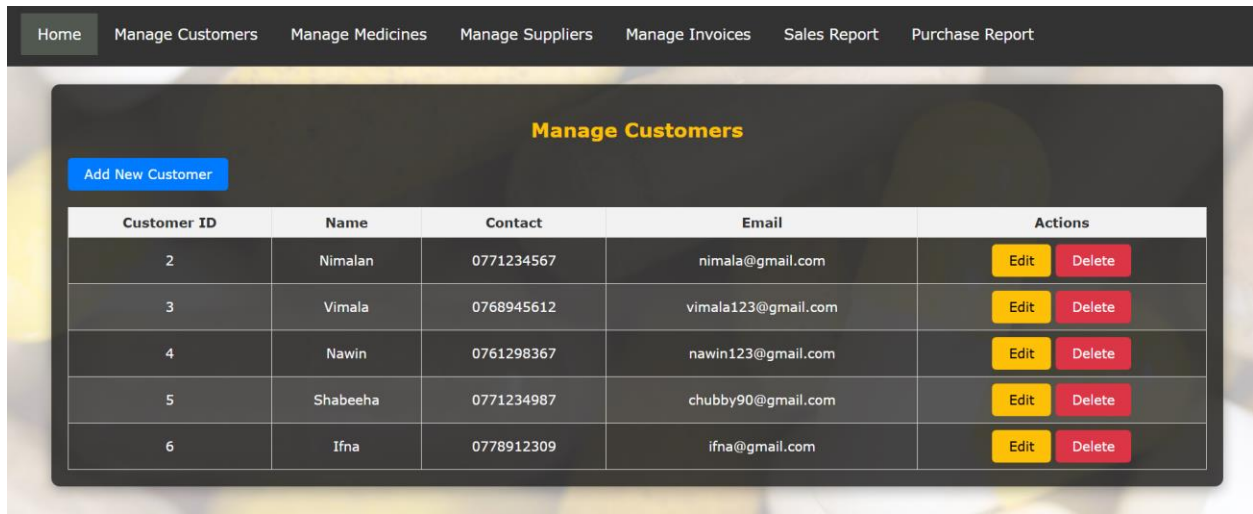 Home Manage Customers Manage Medicines Manage Suppliers Manage Invoices Sales Report Purchase Report
Manage Customers
Add New Customer
Customer ID Name Contact Email Actions
2 Nimalan 0771234567 nimala@gmail.com Edit Delete
3 Vimala 0768945612 vimala123@gmail.com Edit Delete
4 Nawin 0761298367 nawin123@gmail.com Edit Delete
5 Shabeeha 0771234987 chubby90@gmail.com Edit Delete
6 Ifna 0778912309 ifna@gmail.com Edit Delete